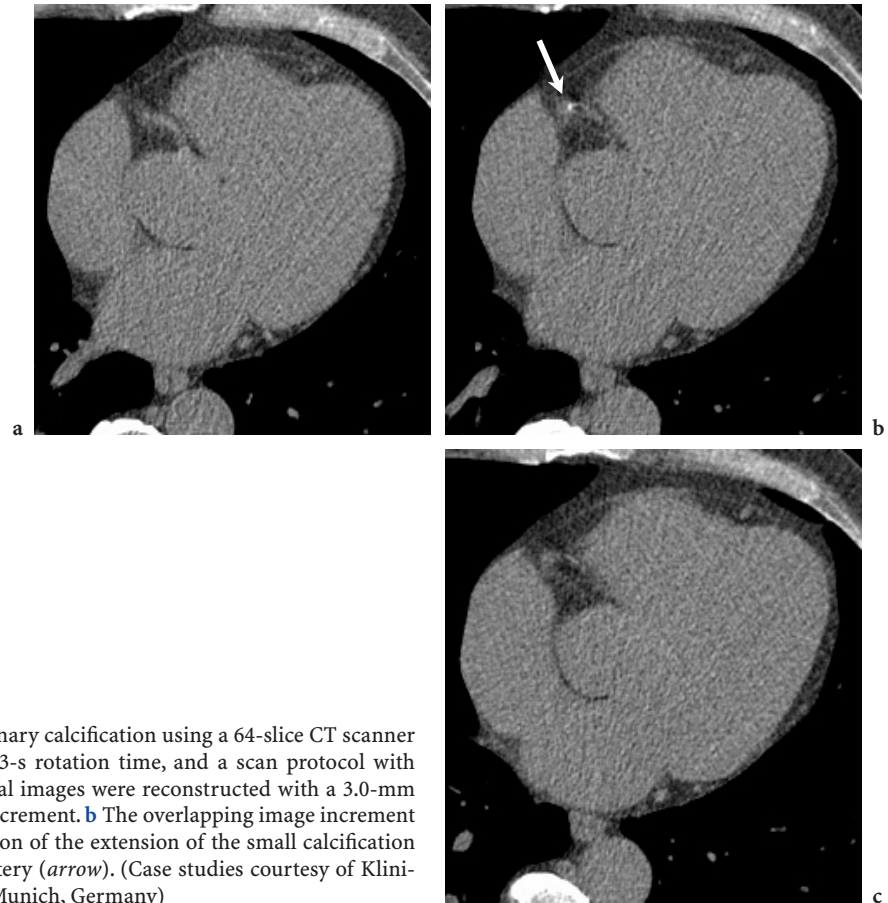 a
b
nary calcification using a 64-slice CT scanner
3-s rotation time, and a scan protocol with
al images were reconstructed with a 3.0-mm
crement. b The overlapping image increment
ion of the extension of the small calcification
tery (arrow). (Case studies courtesy of Klini-
Munich, Germany)
c